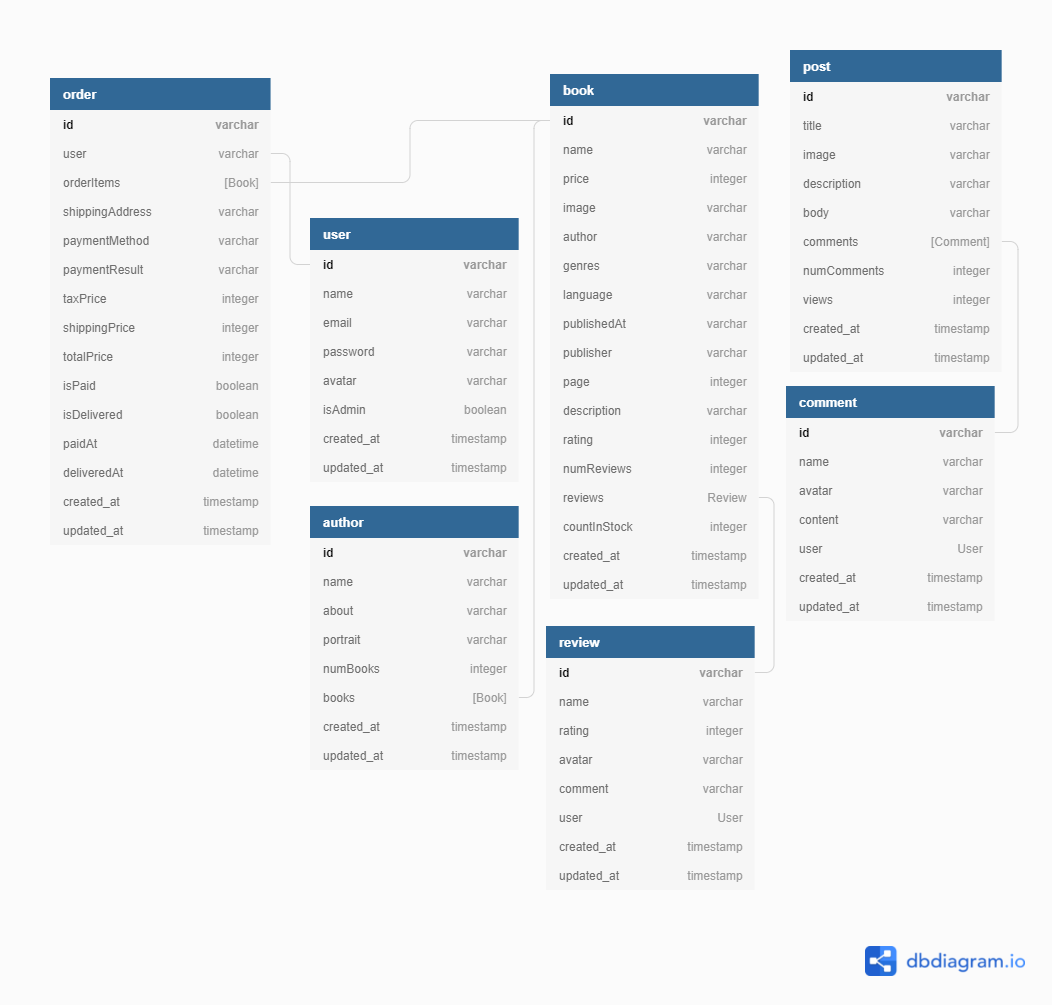 order
id varchar
user varchar
orderItems [Book]
shippingAddress varchar
paymentMethod varchar
paymentResult varchar
taxPrice integer
shippingPrice integer
totalPrice integer
isPaid boolean
isDelivered boolean
paidAt datetime
deliveredAt datetime
created_at timestamp
updated_at timestamp
user
id varchar
name varchar
email varchar
password varchar
avatar varchar
isAdmin boolean
created_at timestamp
updated_at timestamp
author
id varchar
name varchar
about varchar
portrait varchar
numBooks integer
books [Book]
created_at timestamp
updated_at timestamp
book
id varchar
name varchar
price integer
image varchar
author varchar
genres varchar
language varchar
publishedAt varchar
publisher varchar
page integer
description varchar
rating integer
numReviews integer
reviews Review
countInStock integer
created_at timestamp
updated_at timestamp
review
id varchar
name varchar
rating integer
avatar varchar
comment varchar
user User
created_at timestamp
updated_at timestamp
post
id varchar
title varchar
image varchar
description varchar
body varchar
comments [Comment]
numComments integer
views integer
created_at timestamp
updated_at timestamp
comment
id varchar
name varchar
avatar varchar
content varchar
user User
created_at timestamp
updated_at timestamp
dbdiagram.io